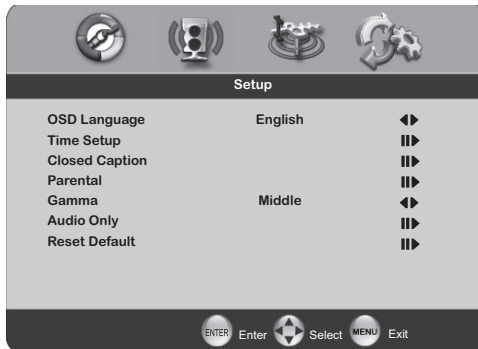 Setup
OSD Language English
Time Setup
Closed Caption
Parental
Gamma Middle
Audio Only
Reset Default
ENTER Enter Select MENU Exit